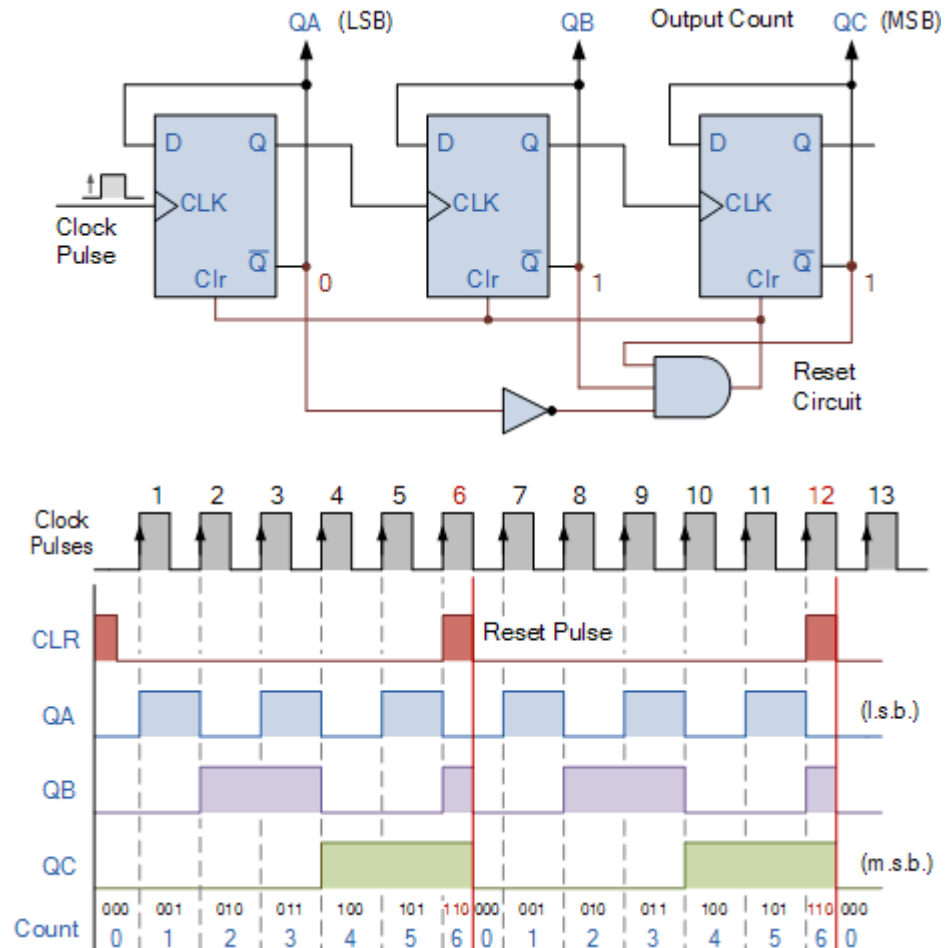 QA (LSB) QB Output Count QC (MSB)
D Q D Q D Q
CLK CLK CLK
Clock
Pulse
Q Q Q
Clr 0 Clr 1 Clr 1
Reset
Circuit
1 2 3 4 5 6 7 8 9 10 11 12 13
Clock
Pulses
CLR Reset Pulse
QA (l.s.b.)
QB
QC (m.s.b.)
000 001 010 011 100 101 110 000 001 010 011 100 101 110 000
Count 0 1 2 3 4 5 6 0 1 2 3 4 5 6 0